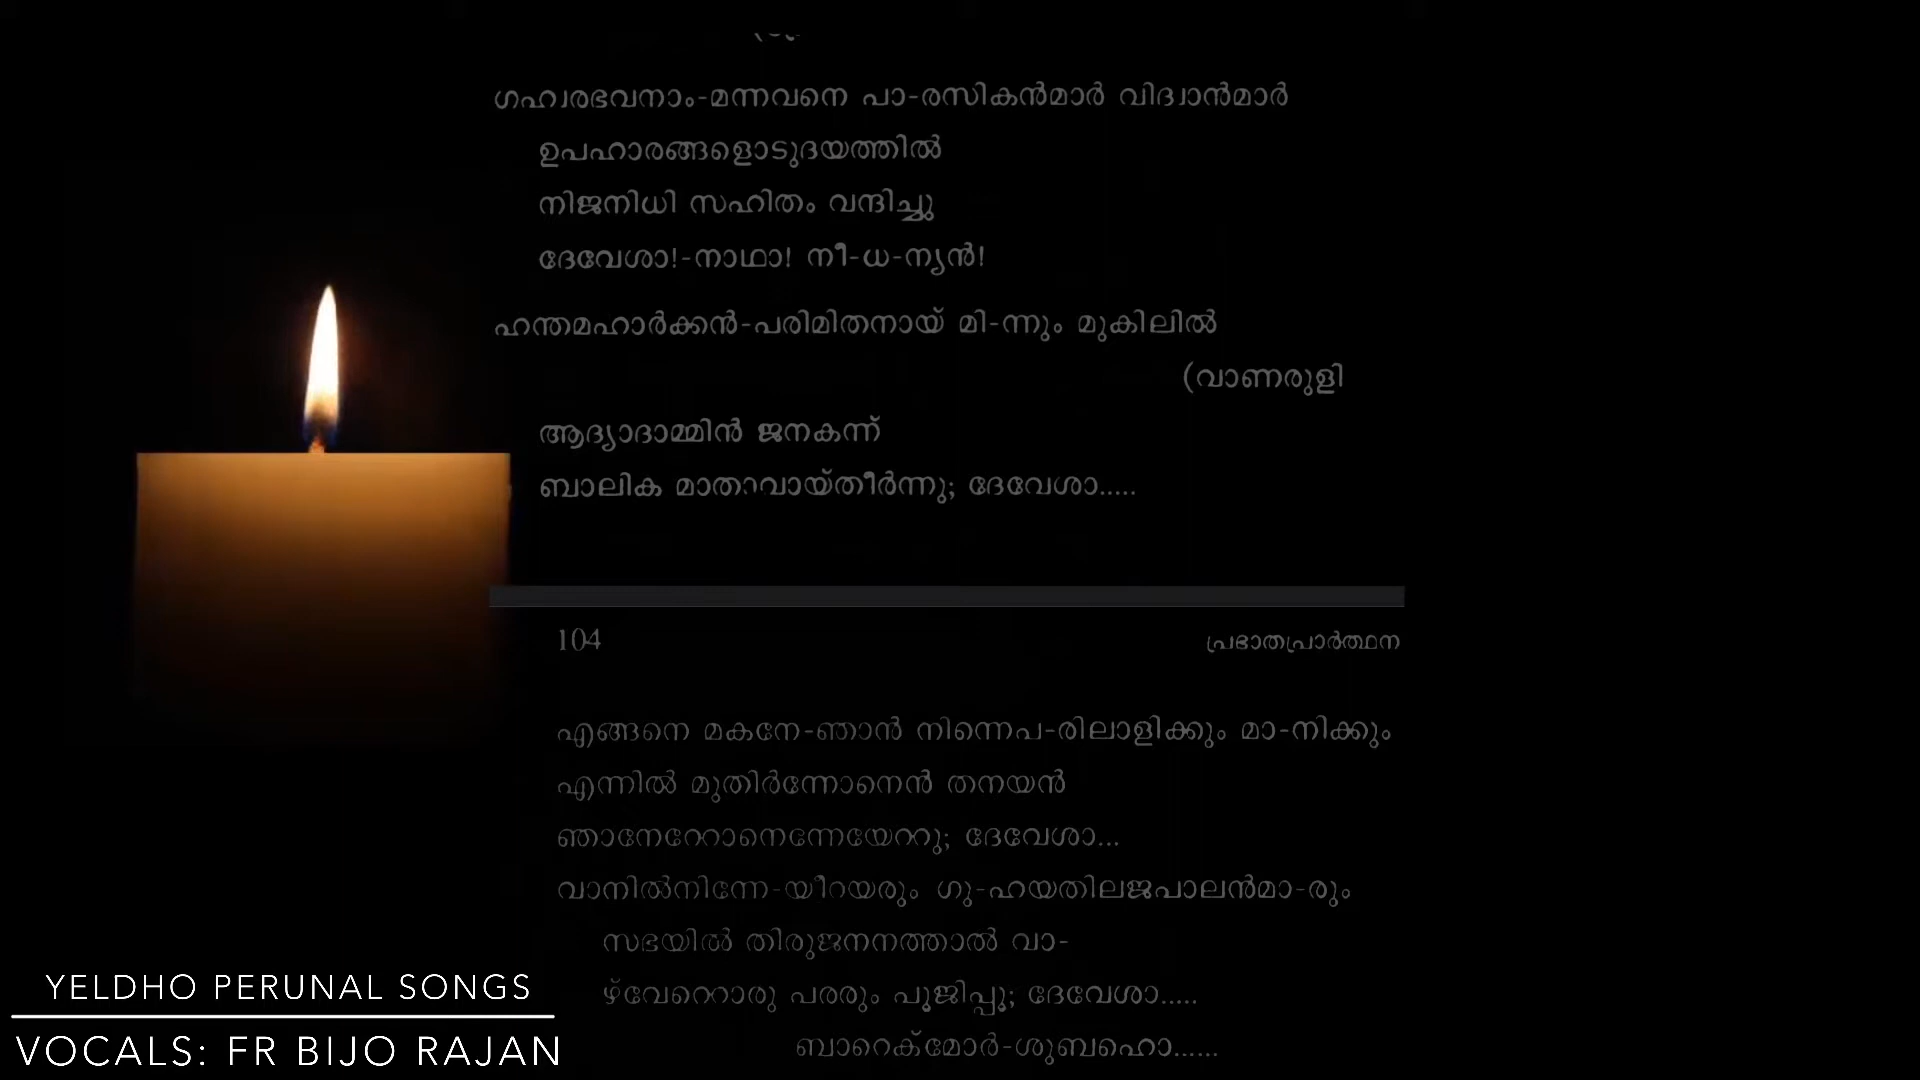 ഗഹ്വരഭവനാം-മന്നവനെ പാ-രസികൻമാർ വിദ്വാൻമാർ
ഉപഹാരങ്ങളൊടുദയത്തിൽ
നിജനിധി സഹിതം വന്ദിച്ചു
ദേവേശാ!-നാഥാ! നീ-ധ-ന്യൻ!
ഹന്തമഹാർക്കൻ-പരിമിതനായ് മി-ന്നും മുകിലിൽ
(വാണരുളി
ആദ്യാദാമ്മിൻ ജനകന്ന്
ബാലിക മാതാവായ്തീർന്നു; ദേവേശാ.....
104
പ്രഭാതപ്രാർത്ഥന
എങ്ങനെ മകനേ-ഞാൻ നിന്നെപ-രിലാളിക്കും മാ-നിക്കും
എന്നിൽ മുതിർന്നോനെൻ തനയൻ
ഞാനേറേറാനെന്നേയേററു; ദേവേശാ...
വാനിൽനിന്നേ-യീറയരും ഗു-ഹയതിലജപാലൻമാ-രും
സഭയിൽ തിരുജനനത്താൽ വാ-
ഴ്വേറെറാരു പരരും പൂജിപ്പൂ; ദേവേശാ.....
ബാറെക്മോർ-ശുബഹൊ......
YELDHO PERUNAL SONGS
VOCALS: FR BIJO RAJAN